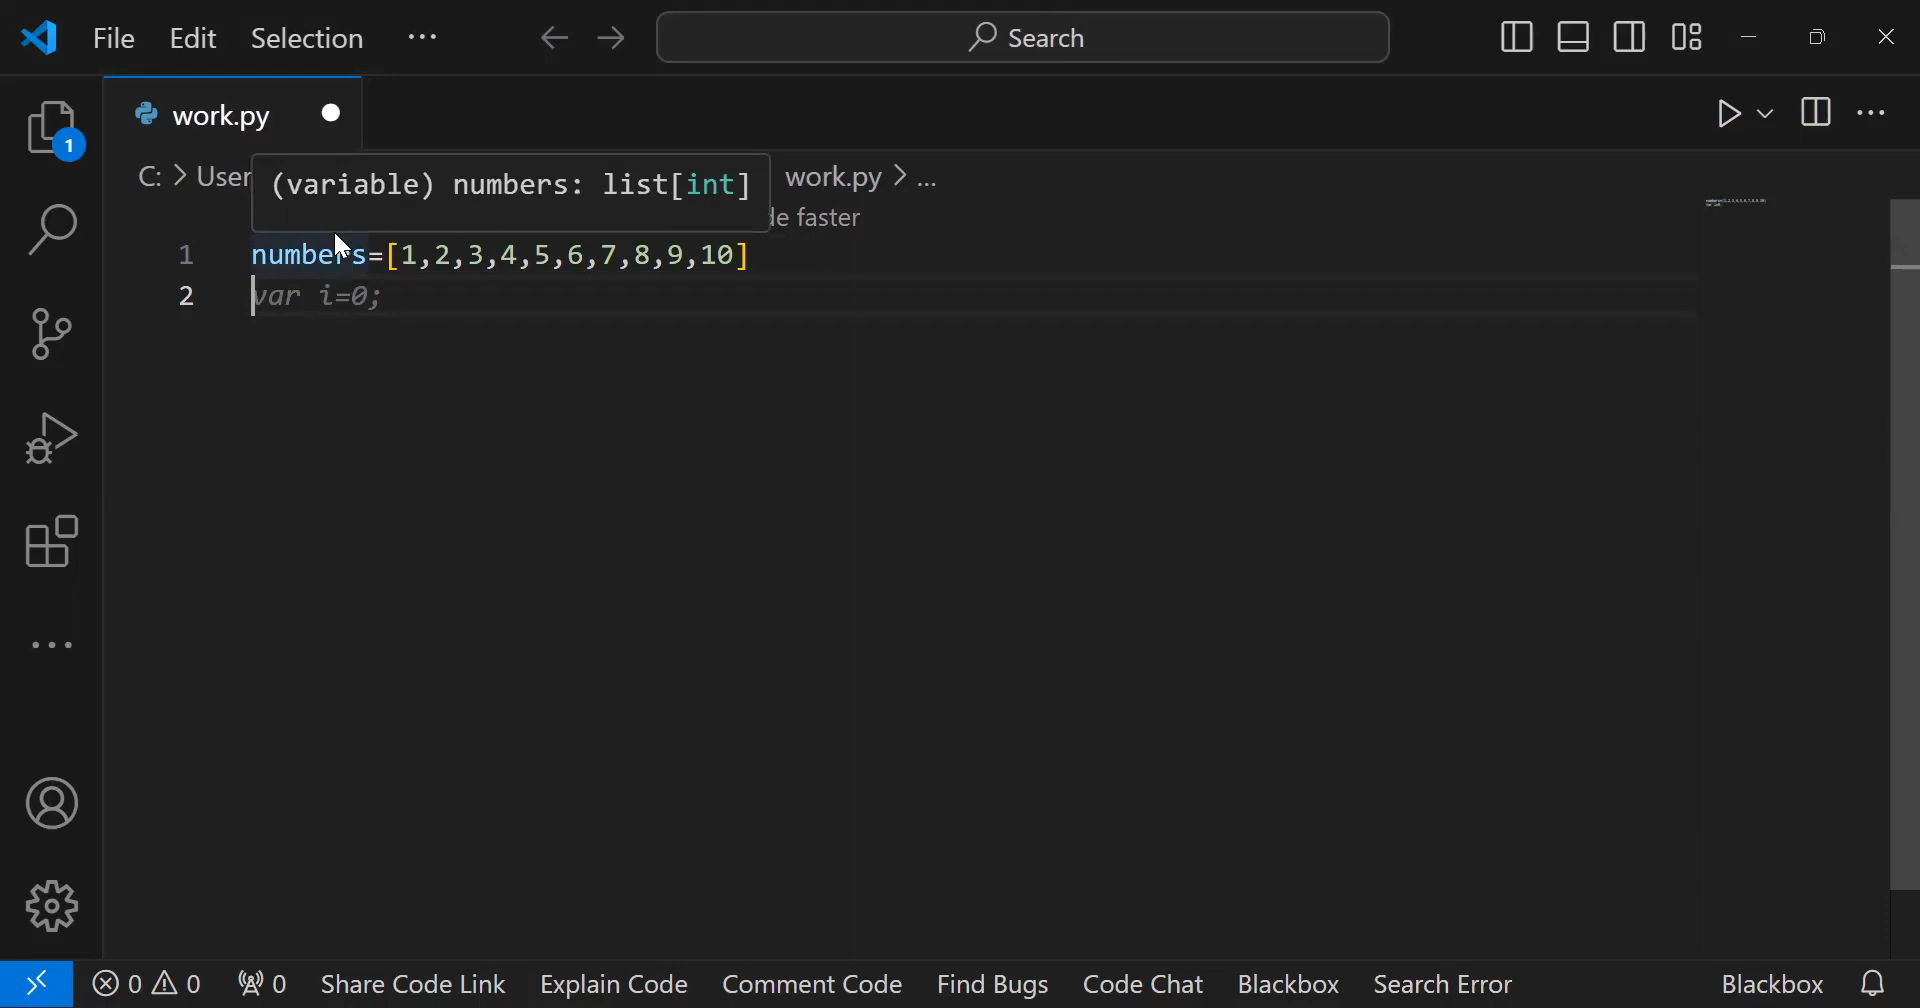 File Edit Selection ··· Search
work.py
1
C: > User work.py > ...
(variable) numbers: list[int]
de faster
1 numbers=[1,2,3,4,5,6,7,8,9,10]
2 var i=0;
0 0 0 Share Code Link Explain Code Comment Code Find Bugs Code Chat Blackbox Search Error Blackbox